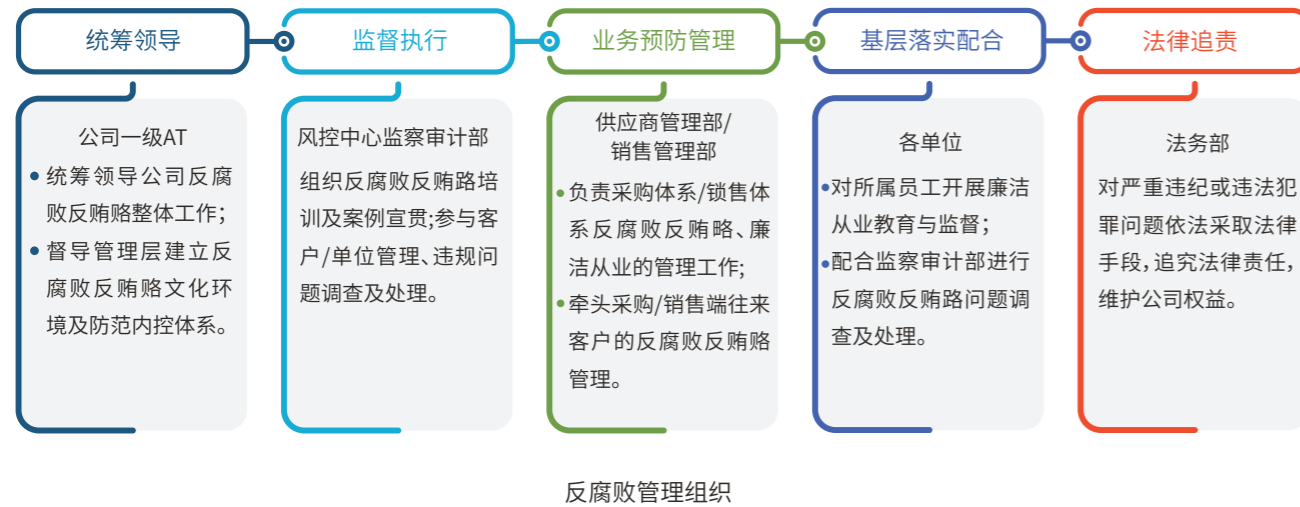 统筹领导
监督执行
业务预防管理
基层落实配合
法律追责
公司一级AT
• 统筹领导公司反腐
败反贿赂整体工作；
• 督导管理层建立反
腐败反贿赂文化环
境及防范内控体系。
风控中心监察审计部
组织反腐败反贿路培
训及案例宣贯;参与客
户/单位管理、违规问
题调查及处理。
供应商管理部/
销售管理部
• 负责采购体系/锁售体
系反腐败反贿略、廉
洁从业的管理工作;
• 牵头采购/销售端往来
客户的反腐败反贿赂
管理。
各单位
• 对所属员工开展廉洁
从业教育与监督；
• 配合监察审计部进行
反腐败反贿路问题调
查及处理。
法务部
对严重违纪或违法犯
罪问题依法采取法律
手段，追究法律责任，
维护公司权益。
反腐败管理组织